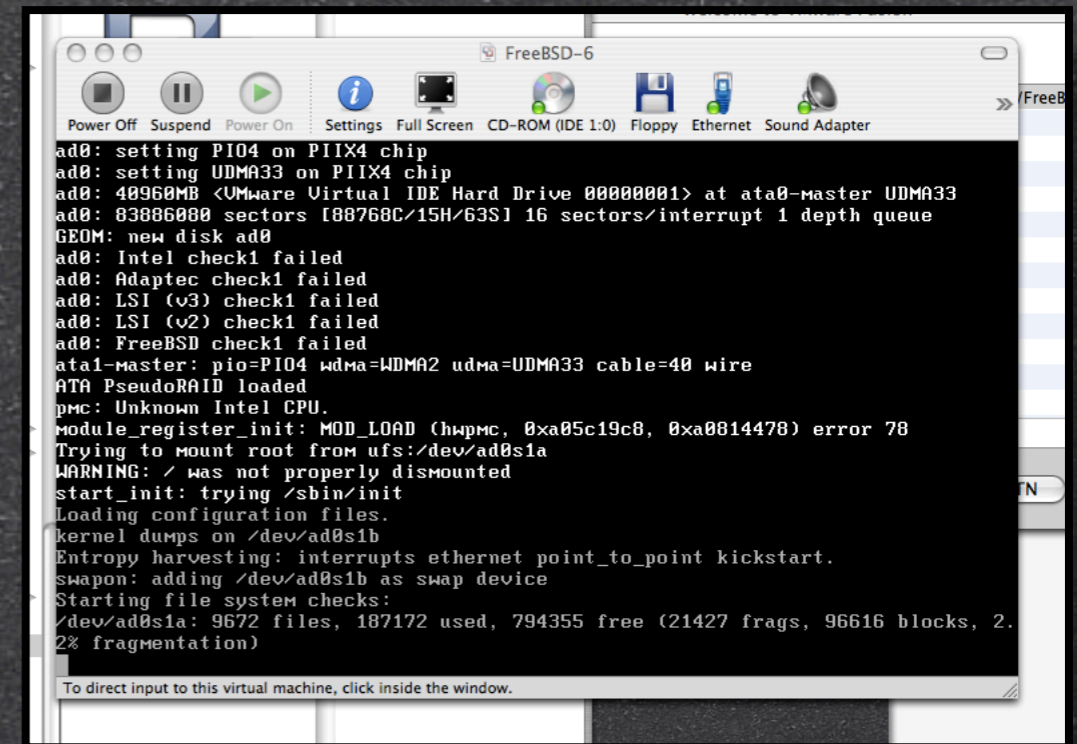 FreeBSD-6
Power Off Suspend Power On Settings Full Screen CD-ROM (IDE 1:0) Floppy Ethernet Sound Adapter »
/FreeB
ad0: setting PIO4 on PIIX4 chip
ad0: setting UDMA33 on PIIX4 chip
ad0: 40960MB <VMware Virtual IDE Hard Drive 00000001> at ata0-master UDMA33
ad0: 83886080 sectors [88768C/15H/63S] 16 sectors/interrupt 1 depth queue
GEOM: new disk ad0
ad0: Intel check1 failed
ad0: Adaptec check1 failed
ad0: LSI (v3) check1 failed
ad0: LSI (v2) check1 failed
ad0: FreeBSD check1 failed
ata1-master: pio=PIO4 wdma=WDMA2 udma=UDMA33 cable=40 wire
ATA PseudoRAID loaded
pmc: Unknown Intel CPU.
module_register_init: MOD_LOAD (hwpmc, 0xa05c19c8, 0xa0814478) error 78
Trying to mount root from ufs:/dev/ad0s1a
WARNING: / was not properly dismounted
start_init: trying /sbin/init
TN
Loading configuration files.
kernel dumps on /dev/ad0s1b
Entropy harvesting: interrupts ethernet point_to_point kickstart.
swapon: adding /dev/ad0s1b as swap device
Starting file system checks:
/dev/ad0s1a: 9672 files, 187172 used, 794355 free (21427 frags, 96616 blocks, 2.
2% fragmentation)
To direct input to this virtual machine, click inside the window.